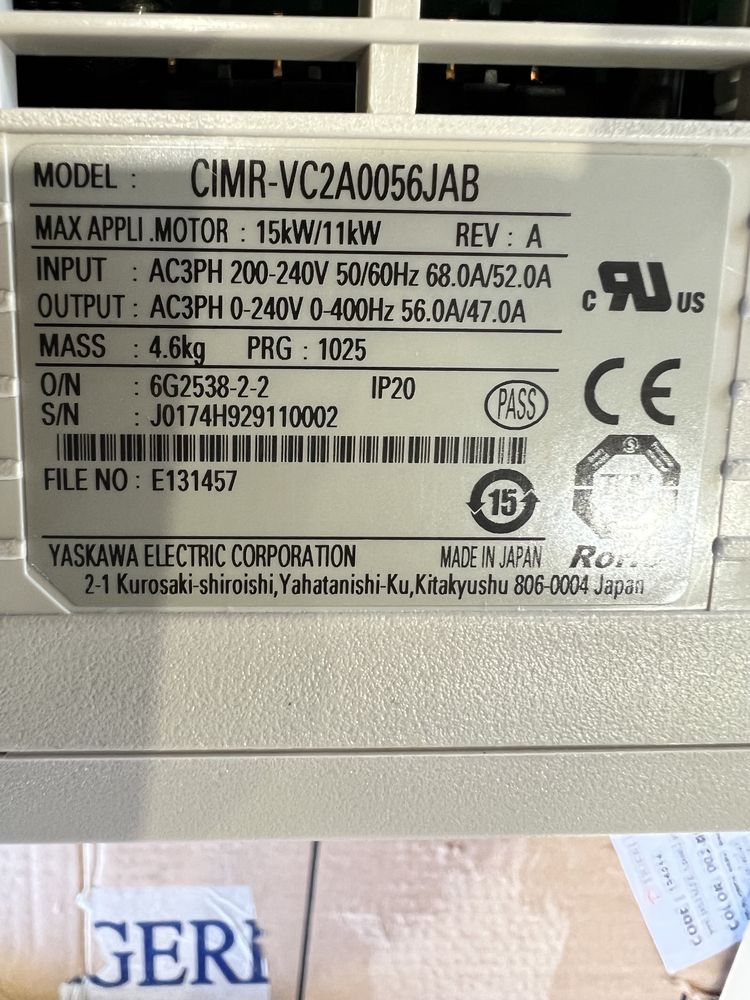 MODEL : CIMR-VC2A0056JAB
MAX APPLI.MOTOR : 15kW/11kW REV : A
INPUT : AC3PH 200-240V 50/60Hz 68.0A/52.0A
OUTPUT : AC3PH 0-240V 0-400Hz 56.0A/47.0A
c RU US
MASS : 4.6kg PRG : 1025
O/N : 6G2538-2-2 IP20
S/N : J0174H929110002
PASS
CE
FILE NO : E131457
15
YASKAWA ELECTRIC CORPORATION MADE IN JAPAN
2-1 Kurosaki-shiroishi,Yahatanishi-Ku,Kitakyushu 806-0004 Japan
GERI